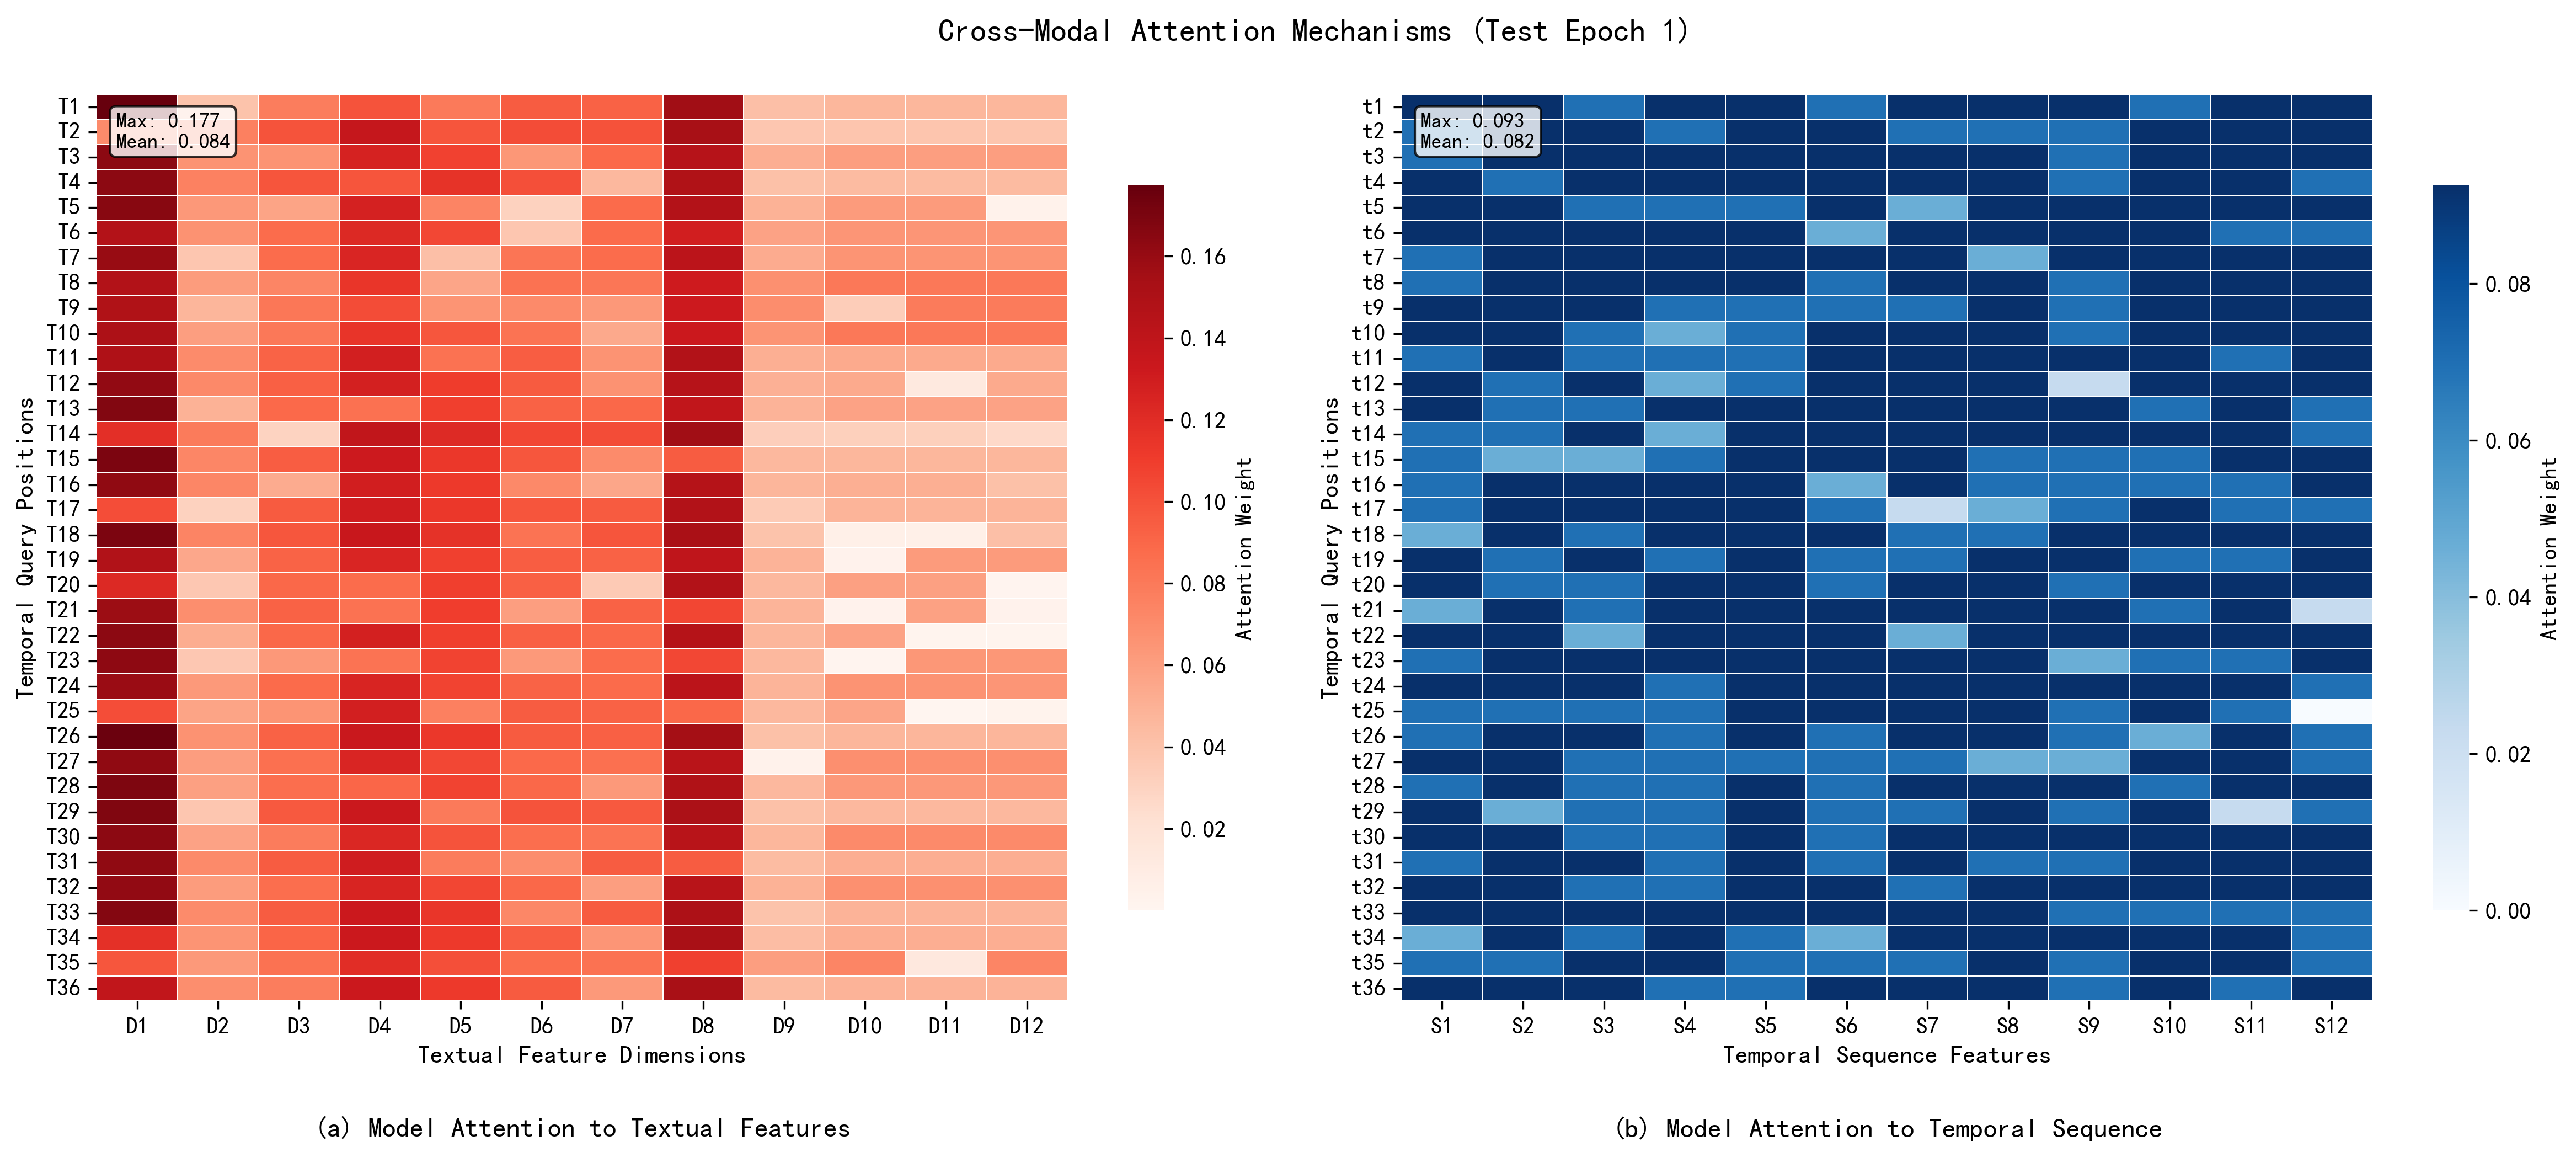 Cross-Modal Attention Mechanisms (Test Epoch 1)
Max: 0.177
Mean: 0.084
T1
T2
T3
T4
T5
T6
T7
T8
T9
T10
T11
T12
T13
T14
T15
T16
T17
T18
T19
T20
T21
T22
T23
T24
T25
T26
T27
T28
T29
T30
T31
T32
T33
T34
T35
T36
Temporal Query Positions
D1 D2 D3 D4 D5 D6 D7 D8 D9 D10 D11 D12
Textual Feature Dimensions
0.16
0.14
0.12
0.10
0.08
0.06
0.04
0.02
Attention Weight
(a) Model Attention to Textual Features
Max: 0.093
Mean: 0.082
t1
t2
t3
t4
t5
t6
t7
t8
t9
t10
t11
t12
t13
t14
t15
t16
t17
t18
t19
t20
t21
t22
t23
t24
t25
t26
t27
t28
t29
t30
t31
t32
t33
t34
t35
t36
Temporal Query Positions
S1 S2 S3 S4 S5 S6 S7 S8 S9 S10 S11 S12
Temporal Sequence Features
0.08
0.06
0.04
0.02
0.00
Attention Weight
(b) Model Attention to Temporal Sequence